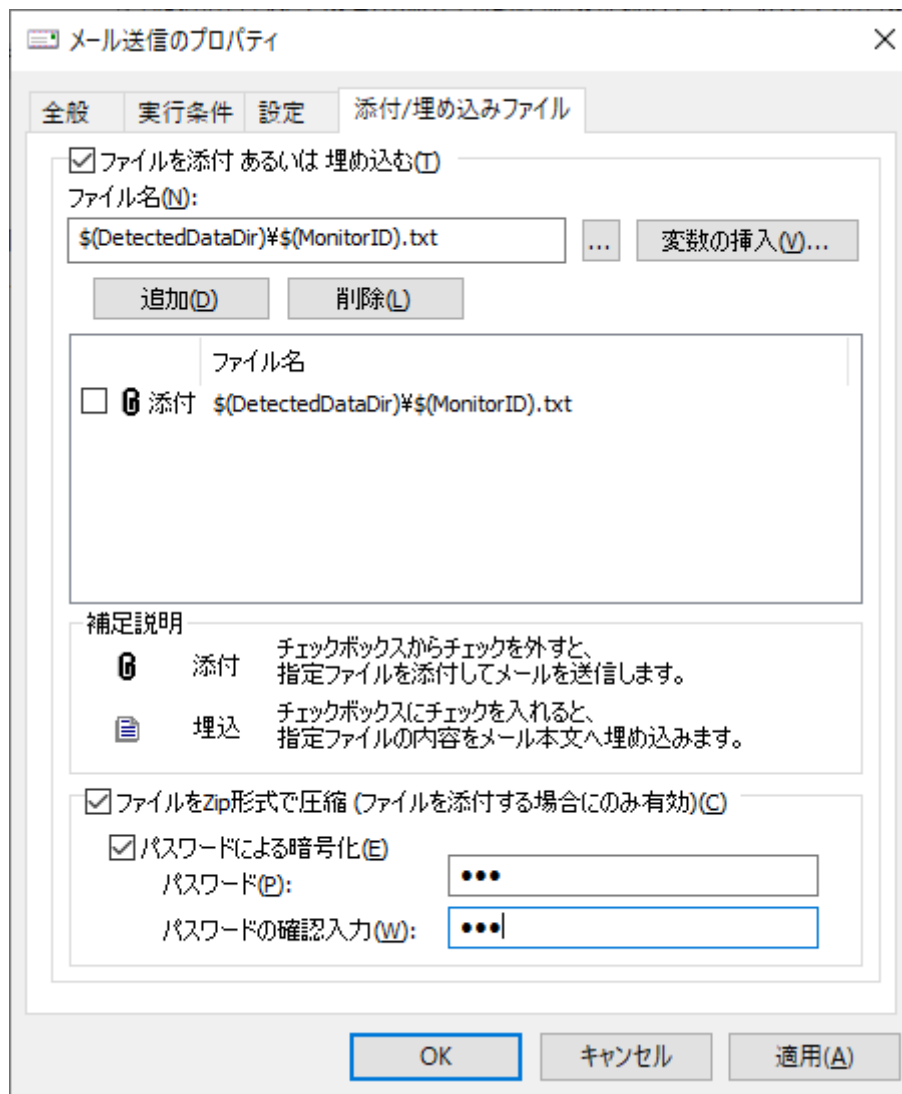 メール送信のプロパティ
全般 実行条件 設定 添付/埋め込みファイル
ファイルを添付 あるいは 埋め込む(T)
ファイル名(N):
$(DetectedDataDir)¥$(MonitorID).txt ... 変数の挿入(V)...
追加(D) 削除(L)
ファイル名
添付 $(DetectedDataDir)¥$(MonitorID).txt
補足説明
添付 チェックボックスからチェックを外すと、
指定ファイルを添付してメールを送信します。
埋込 チェックボックスにチェックを入れると、
指定ファイルの内容をメール本文へ埋め込みます。
ファイルをZip形式で圧縮 (ファイルを添付する場合にのみ有効)(C)
パスワードによる暗号化(E)
パスワード(P): ●●●
パスワードの確認入力(W): ●●●
OK キャンセル 適用(A)